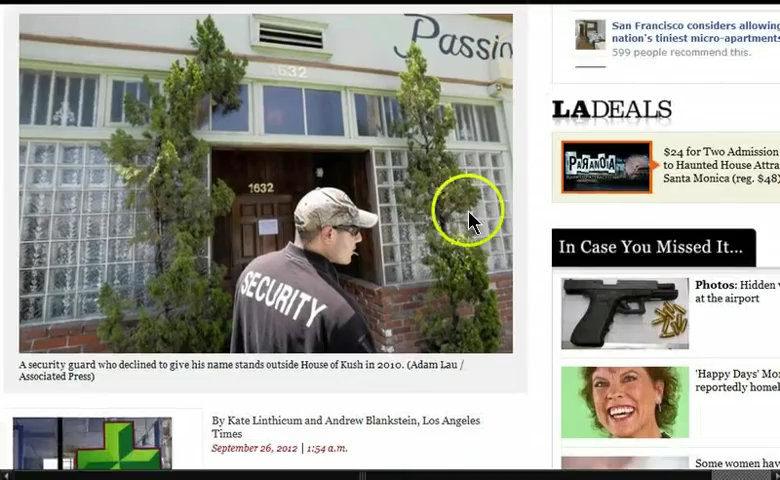 Passin
1632
1632
SECURITY
A security guard who declined to give his name stands outside House of Kush in 2010. (Adam Lau /
Associated Press)
By Kate Linthicum and Andrew Blankstein, Los Angeles
Times
September 26, 2012 | 1:54 a.m.
San Francisco considers allowing
nation's tiniest micro-apartments
599 people recommend this.
LADEALS
PARANOIA
$24 for Two Admission
to Haunted House Attra
Santa Monica (reg. $48)
In Case You Missed It...
Photos: Hidden
at the airport
'Happy Days' Mo
reportedly homel
Some women hav